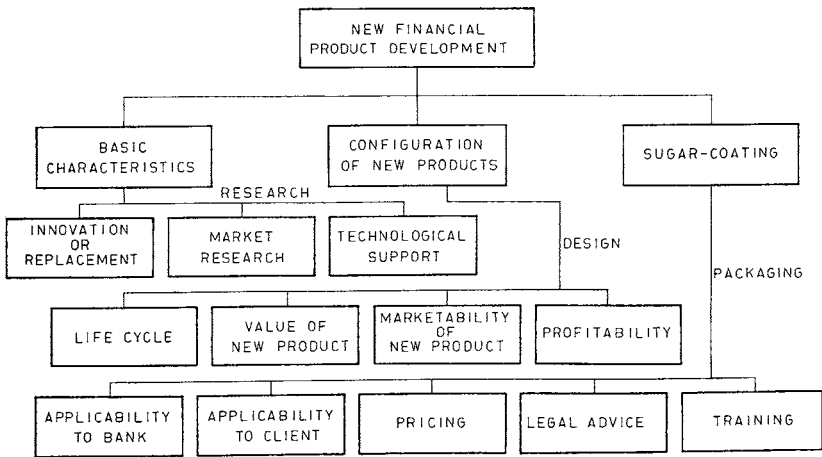 NEW FINANCIAL
PRODUCT DEVELOPMENT
BASIC
CHARACTERISTICS
CONFIGURATION
OF NEW PRODUCTS
SUGAR-COATING
RESEARCH
INNOVATION
OR
REPLACEMENT
MARKET
RESEARCH
TECHNOLOGICAL
SUPPORT
DESIGN
PACKAGING
LIFE CYCLE
VALUE OF
NEW PRODUCT
MARKETABILITY
OF
NEW PRODUCT
PROFITABILITY
APPLICABILITY
TO BANK
APPLICABILITY
TO CLIENT
PRICING
LEGAL ADVICE
TRAINING